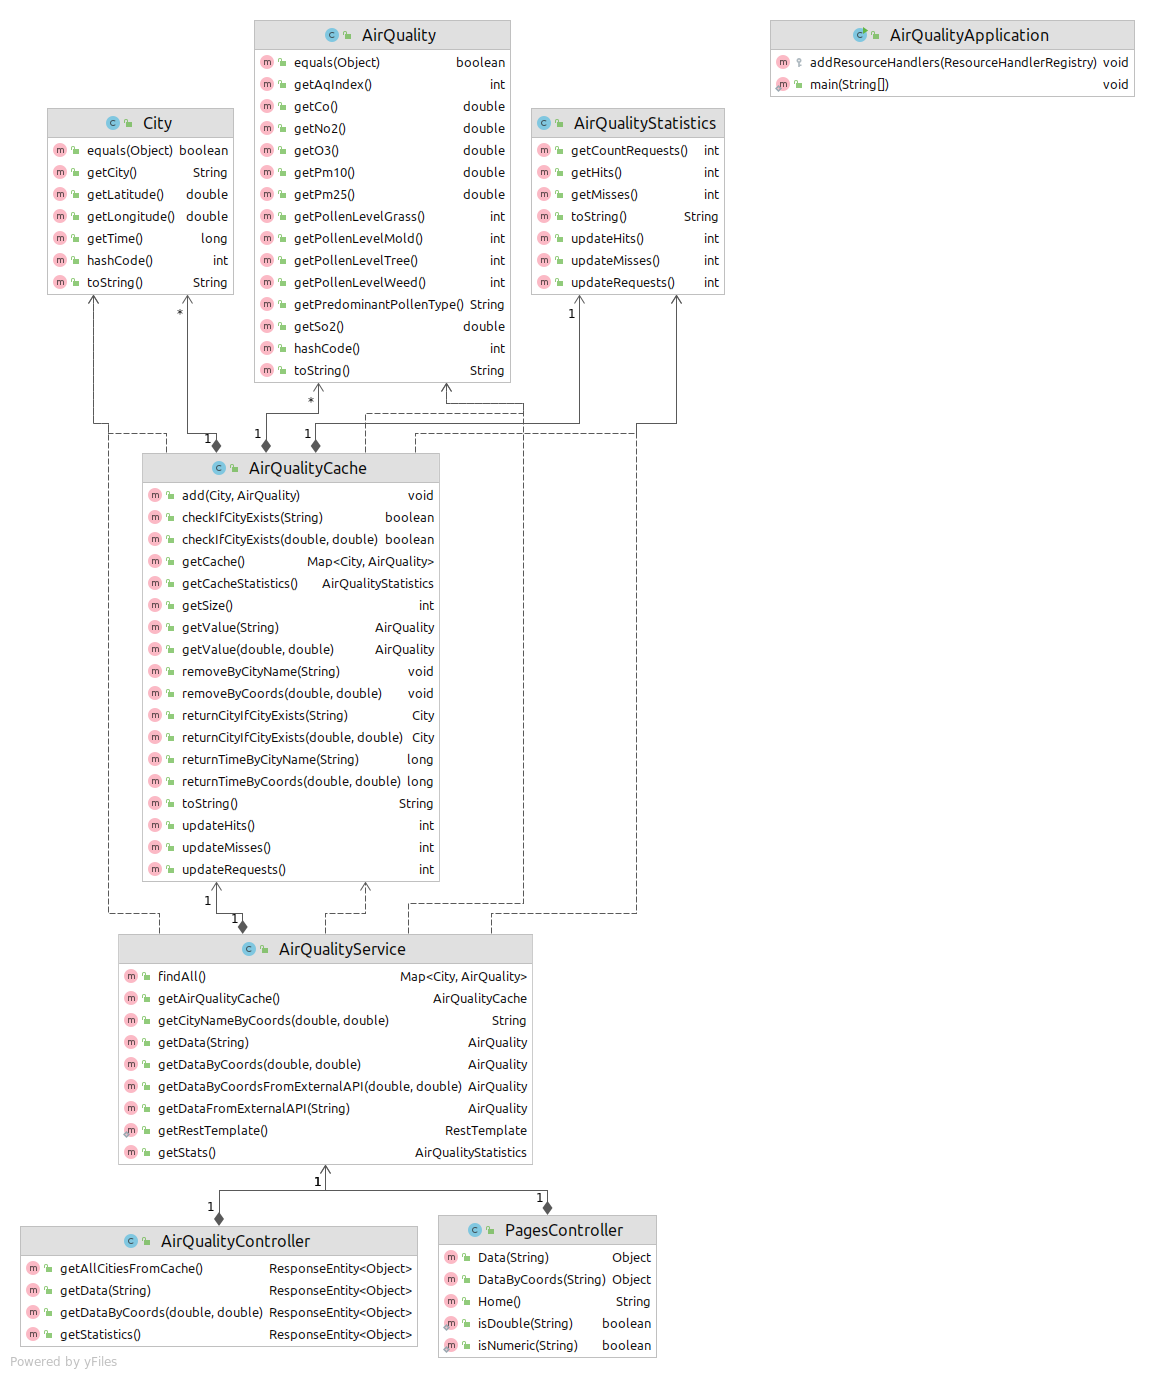 AirQuality
equals(Object) boolean
getAqIndex() int
getCo() double
getNo2() double
getO3() double
getPm10() double
getPm25() double
getPollenLevelGrass() int
getPollenLevelMold() int
getPollenLevelTree() int
getPollenLevelWeed() int
getPredominantPollenType() String
getSo2() double
hashCode() int
toString() String
AirQualityApplication
addResourceHandlers(ResourceHandlerRegistry) void
main(String[]) void
City
equals(Object) boolean
getCity() String
getLatitude() double
getLongitude() double
getTime() long
hashCode() int
toString() String
AirQualityStatistics
getCountRequests() int
getHits() int
getMisses() int
toString() String
updateHits() int
updateMisses() int
updateRequests() int
*
1
*
1
1
1
AirQualityCache
add(City, AirQuality) void
checkIfCityExists(String) boolean
checkIfCityExists(double, double) boolean
getCache() Map<City, AirQuality>
getCacheStatistics() AirQualityStatistics
getSize() int
getValue(String) AirQuality
getValue(double, double) AirQuality
removeByCityName(String) void
removeByCoords(double, double) void
returnCityIfCityExists(String) City
returnCityIfCityExists(double, double) City
returnTimeByCityName(String) long
returnTimeByCoords(double, double) long
toString() String
updateHits() int
updateMisses() int
updateRequests() int
1
1
AirQualityService
findAll() Map<City, AirQuality>
getAirQualityCache() AirQualityCache
getCityNameByCoords(double, double) String
getData(String) AirQuality
getDataByCoords(double, double) AirQuality
getDataByCoordsFromExternalAPI(double, double) AirQuality
getDataFromExternalAPI(String) AirQuality
getRestTemplate() RestTemplate
getStats() AirQualityStatistics
1
1
1
AirQualityController
getAllCitiesFromCache() ResponseEntity<Object>
getData(String) ResponseEntity<Object>
getDataByCoords(double, double) ResponseEntity<Object>
getStatistics() ResponseEntity<Object>
PagesController
Data(String) Object
DataByCoords(String) Object
Home() String
isDouble(String) boolean
isNumeric(String) boolean
Powered by yFiles